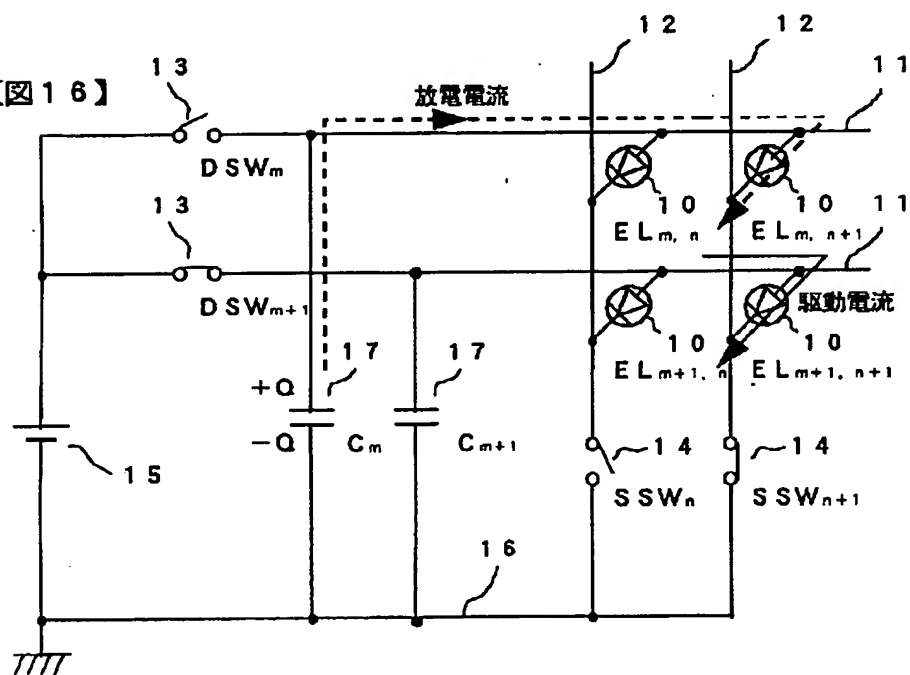 【図16】
12
12
13
11
放電電流
DSWm
10
ELm, n
10
ELm, n+1
13
11
DSWm+1
駆動電流
10
ELm+1, n
10
ELm+1, n+1
17
17
+Q
-Q
Cm
Cm+1
15
14
SSWn
14
SSWn+1
16